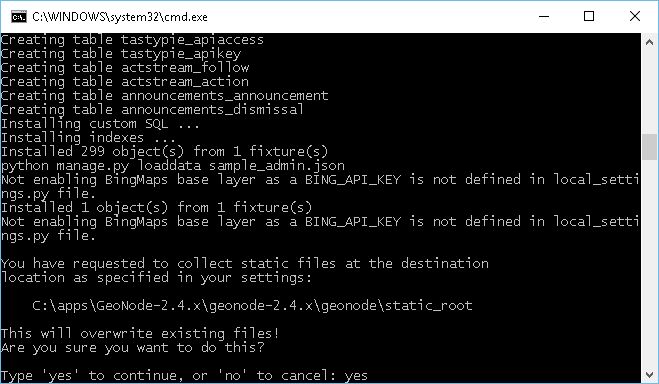 C:\WINDOWS\system32\cmd.exe
Creating table tastypie_apiaccess
Creating table tastypie_apikey
Creating table actstream_follow
Creating table actstream_action
Creating table announcements_announcement
Creating table announcements_dismissal
Installing custom SQL ...
Installing indexes ...
Installed 299 object(s) from 1 fixture(s)
python manage.py loaddata sample_admin.json
Not enabling BingMaps base layer as a BING_API_KEY is not defined in local_setti
ngs.py file.
Installed 1 object(s) from 1 fixture(s)
Not enabling BingMaps base layer as a BING_API_KEY is not defined in local_setti
ngs.py file.
You have requested to collect static files at the destination
location as specified in your settings:
C:\apps\GeoNode-2.4.x\geonode-2.4.x\geonode\static_root
This will overwrite existing files!
Are you sure you want to do this?
Type 'yes' to continue, or 'no' to cancel: yes